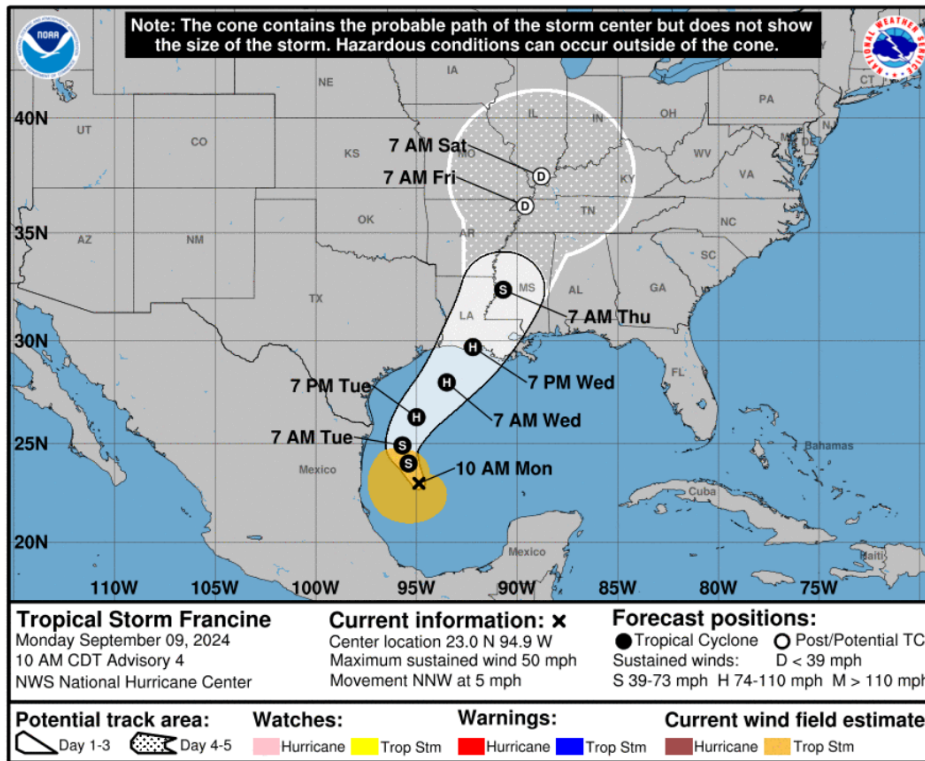 Note: The cone contains the probable path of the storm center but does not show
the size of the storm. Hazardous conditions can occur outside of the cone.
NOAA
NATIONAL WEATHER SERVICE
IA
NE
CT
PA
40N
UT
CO
IL
IN
OH
NJ
MD
DE
7 AM Sat
KS
MO
WV
VA
7 AM Fri
KY
D
D
OK
TN
NC
35N
AZ
NM
AR
SC
TX
S
MS
AL
GA
7 AM Thu
LA
30N
H
FL
7 PM Tue
H
7 PM Wed
H
7 AM Wed
7 AM Tue
25N
S
Bahamas
Mexico
S
10 AM Mon
Cuba
20N
Mexico
Haiti
110W
105W
100W
95W
90W
85W
80W
75W
Tropical Storm Francine
Monday September 09, 2024
10 AM CDT Advisory 4
NWS National Hurricane Center
Current information: ×
Center location 23.0 N 94.9 W
Maximum sustained wind 50 mph
Movement NNW at 5 mph
Forecast positions:
Tropical Cyclone Post/Potential TC
Sustained winds: D < 39 mph
S 39-73 mph H 74-110 mph M > 110 mph
Potential track area:
Day 1-3 Day 4-5
Watches:
Hurricane Trop Stm
Warnings:
Hurricane Trop Stm
Current wind field estimate
Hurricane Trop Stm